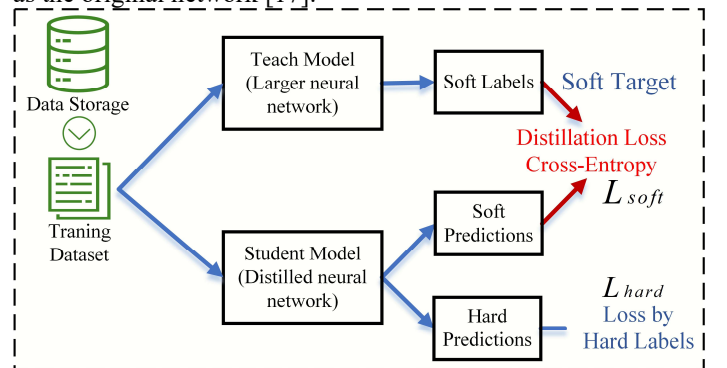 as the original network [17].
Data Storage
Traning
Dataset
Teach Model
(Larger neural
network)
Soft Labels
Soft Target
Distillation Loss
Cross-Entropy
L soft
Student Model
(Distilled neural
network)
Soft
Predictions
Hard
Predictions
L hard
Loss by
Hard Labels